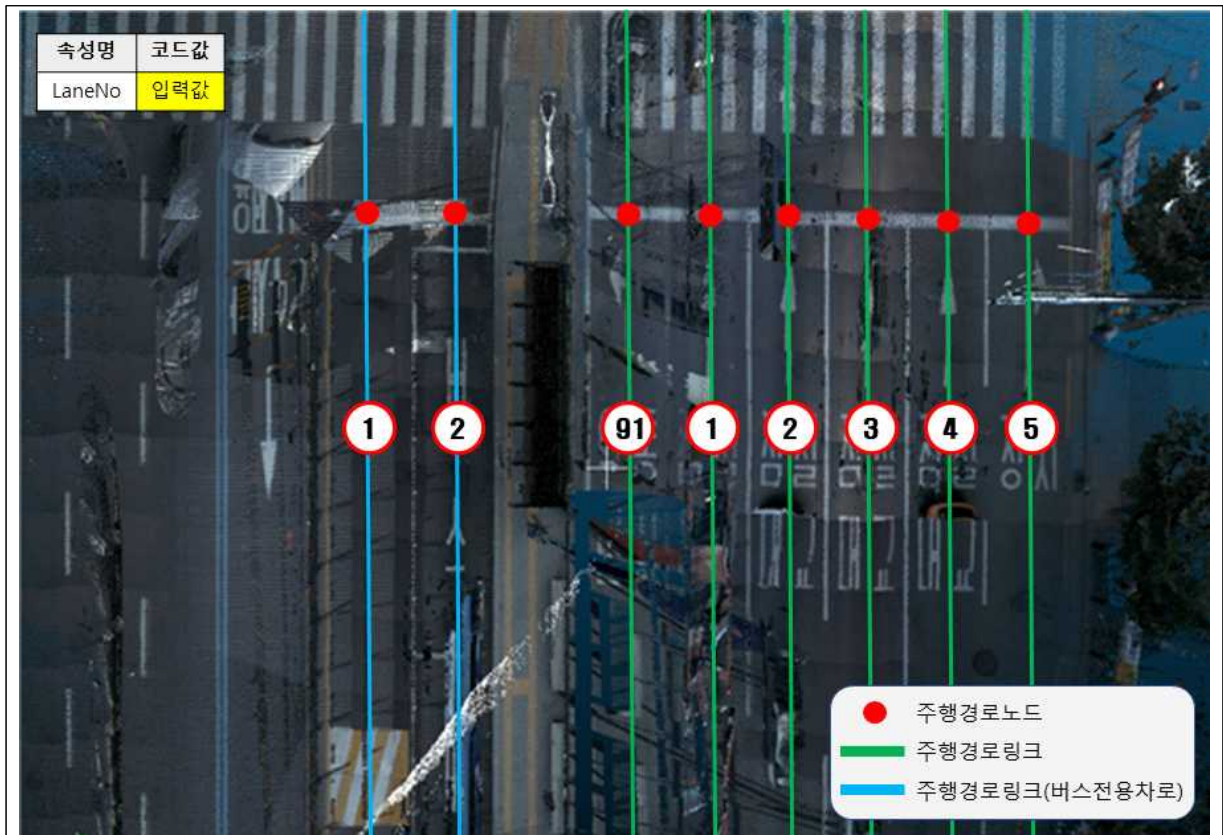 속성명 코드값
LaneNo 입력값
1 2 91 1 2 3 4 5
주행경로노드
주행경로링크
주행경로링크(버스전용차로)